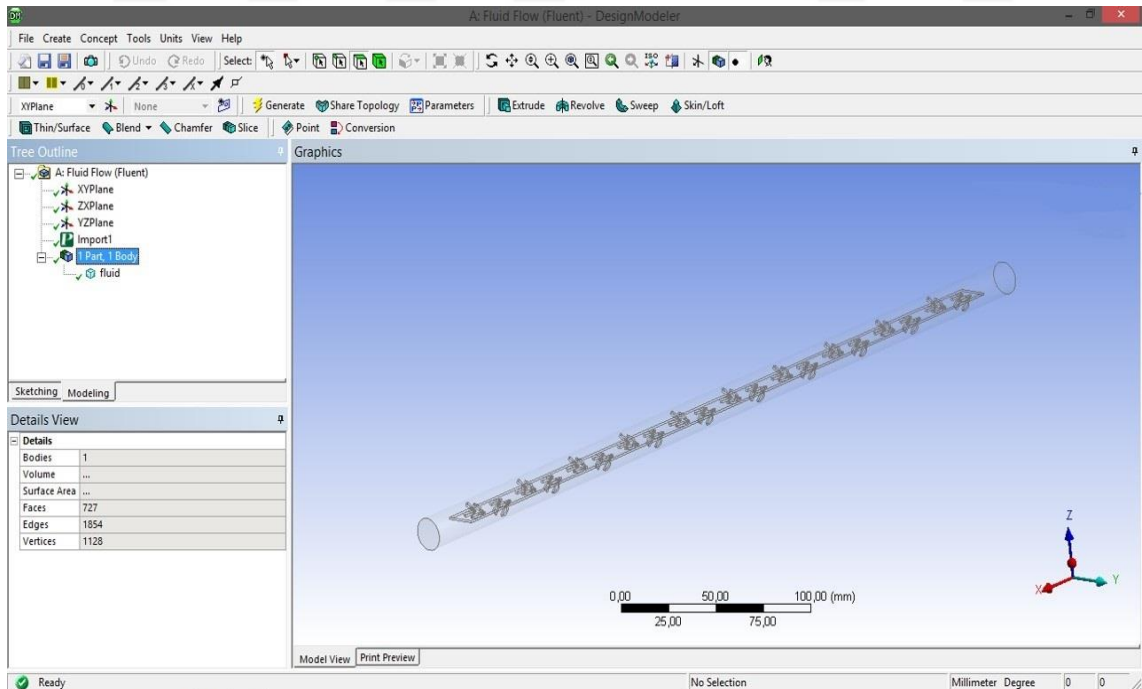 A: Fluid Flow (Fluent) - DesignModeler
File Create Concept Tools Units View Help
Undo Redo Select:
XYPlane None Generate Share Topology Parameters Extrude Revolve Sweep Skin/Loft
Thin/Surface Blend Chamfer Slice Point Conversion
Tree Outline
A: Fluid Flow (Fluent)
XYPlane
ZXPlane
YZPlane
Import1
1 Part, 1 Body
fluid
Sketching Modeling
Details View
Details
Bodies 1
Volume ...
Surface Area ...
Faces 727
Edges 1854
Vertices 1128
Graphics
Z
X
Y
0,00 50,00 100,00 (mm)
25,00 75,00
Model View Print Preview
Ready No Selection Millimeter Degree 0 0